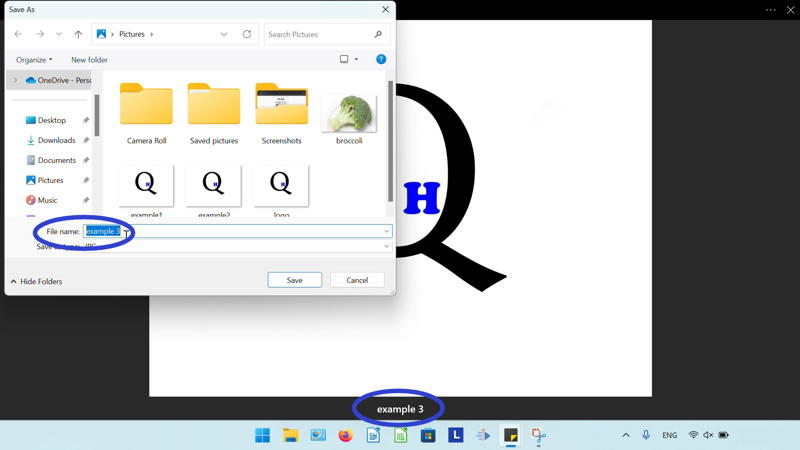 Save As
Pictures
Search Pictures
Organize
New folder
OneDrive - Perso
Desktop
Downloads
Documents
Pictures
Music
Camera Roll
Saved pictures
Screenshots
broccoli
Q
H
Q
H
Q
H
example1
example2
logo
File name: example 3
Save as type: JPG
Hide Folders
Save
Cancel
Q
H
example 3
L
ENG